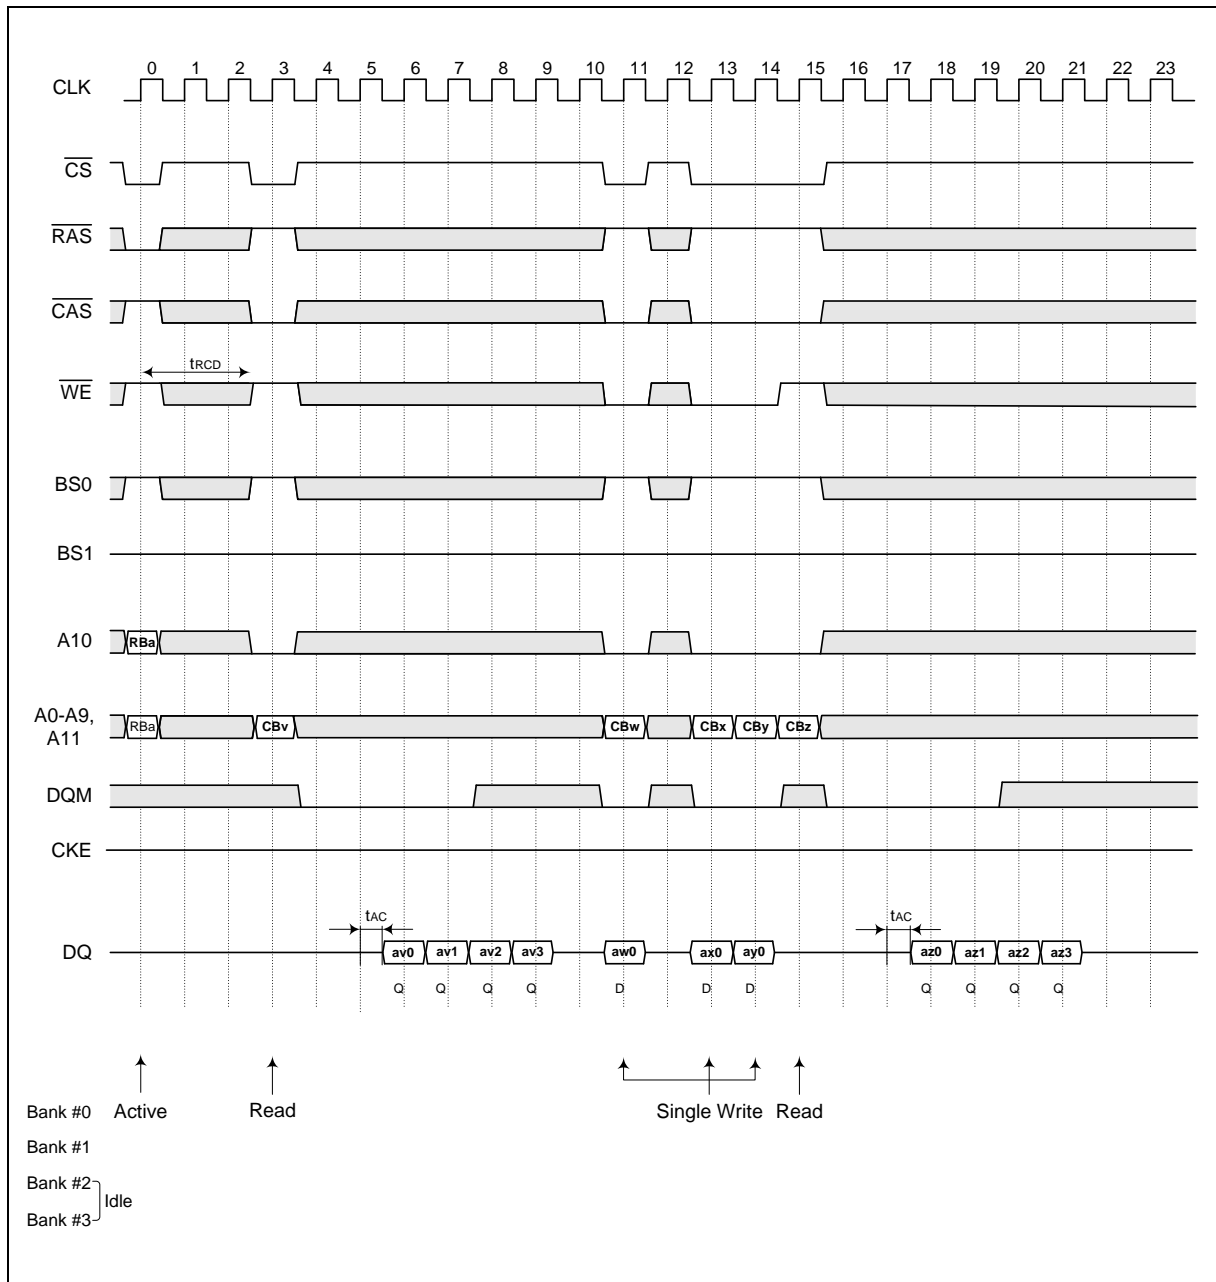 0 1 2 3 4 5 6 7 8 9 10 11 12 13 14 15 16 17 18 19 20 21 22 23
CLK
CS
RAS
CAS
tRCD
WE
BS0
BS1
A10 RBa
A0-A9, A11 RBa CBv CBw CBx CBy CBz
DQM
CKE
tAC tAC
DQ av0 av1 av2 av3 aw0 ax0 ay0 az0 az1 az2 az3
Q Q Q Q D D D Q Q Q Q
Bank #0 Active Read Single Write Read
Bank #1
Bank #2
Idle
Bank #3